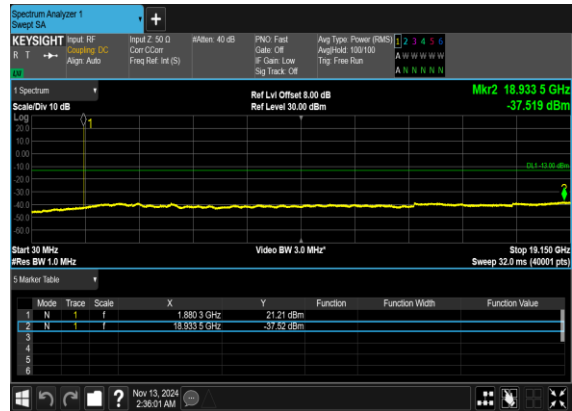 Spectrum Analyzer 1
Swept SA
+
KEYSIGHT Input: RF Input Z: 50 Ω #Atten: 40 dB PNO: Fast Avg Type: Power (RMS) 1 2 3 4 5 6
R T Coupling: DC Corr CCorr Gate: Off Avg|Hold: 100/100 A W W W W W
Align: Auto Freq Ref: Int (S) IF Gain: Low Trig: Free Run
Sig Track: Off A N N N N N
1 Spectrum Ref Lvl Offset 8.00 dB Mkr2 18.933 5 GHz
Scale/Div 10 dB Ref Level 30.00 dBm -37.519 dBm
Log
1
20.0
10.0
0.00
-10.0
DL1 -13.00 dBm
-20.0
-30.0
2
-40.0
-50.0
-60.0
Start 30 MHz Video BW 3.0 MHz* Stop 19.150 GHz
#Res BW 1.0 MHz Sweep 32.0 ms (40001 pts)
5 Marker Table
Mode Trace Scale X Y Function Function Width Function Value
1 N 1 f 1.880 3 GHz 21.21 dBm
2 N 1 f 18.933 5 GHz -37.52 dBm
3
4
5
6
? Nov 13, 2024
2:36:01 AM